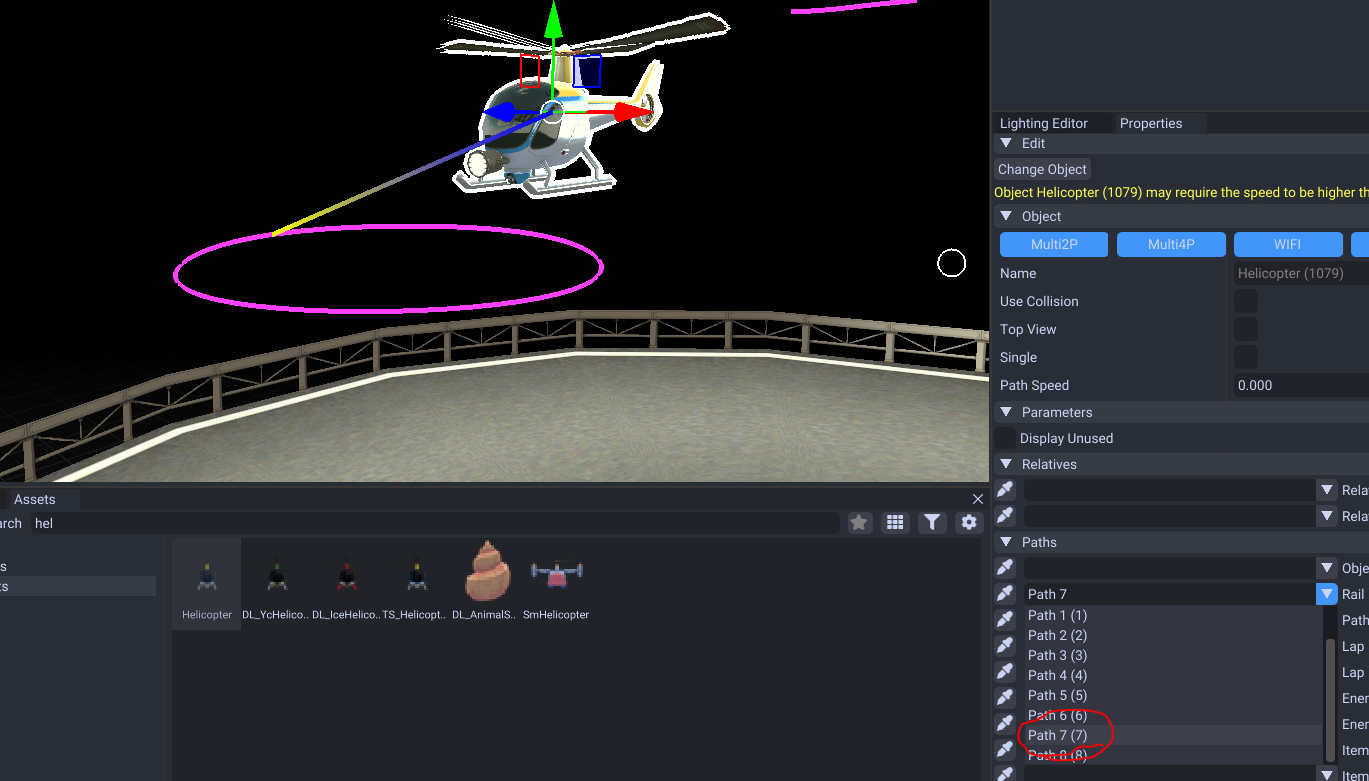 Lighting Editor Properties
Edit
Change Object
Object Helicopter (1079) may require the speed to be higher th
Object
Multi2P Multi4P WIFI
Name Helicopter (1079)
Use Collision
Top View
Single
Path Speed 0.000
Parameters
Display Unused
Relatives
Rela
Rela
Paths
Obje
Path 7 Rail
Path 1 (1)
Path
Path 2 (2)
Lap
Path 3 (3)
Path 4 (4)
Lap
Path 5 (5)
Ener
Path 6 (6)
Ener
Path 7 (7)
Item
Path 8 (8)
Item
Assets
arch hel
s
ts
Helicopter DL_YcHelico.. DL_IceHelico.. TS_Helicopt.. DL_AnimalS.. SmHelicopter